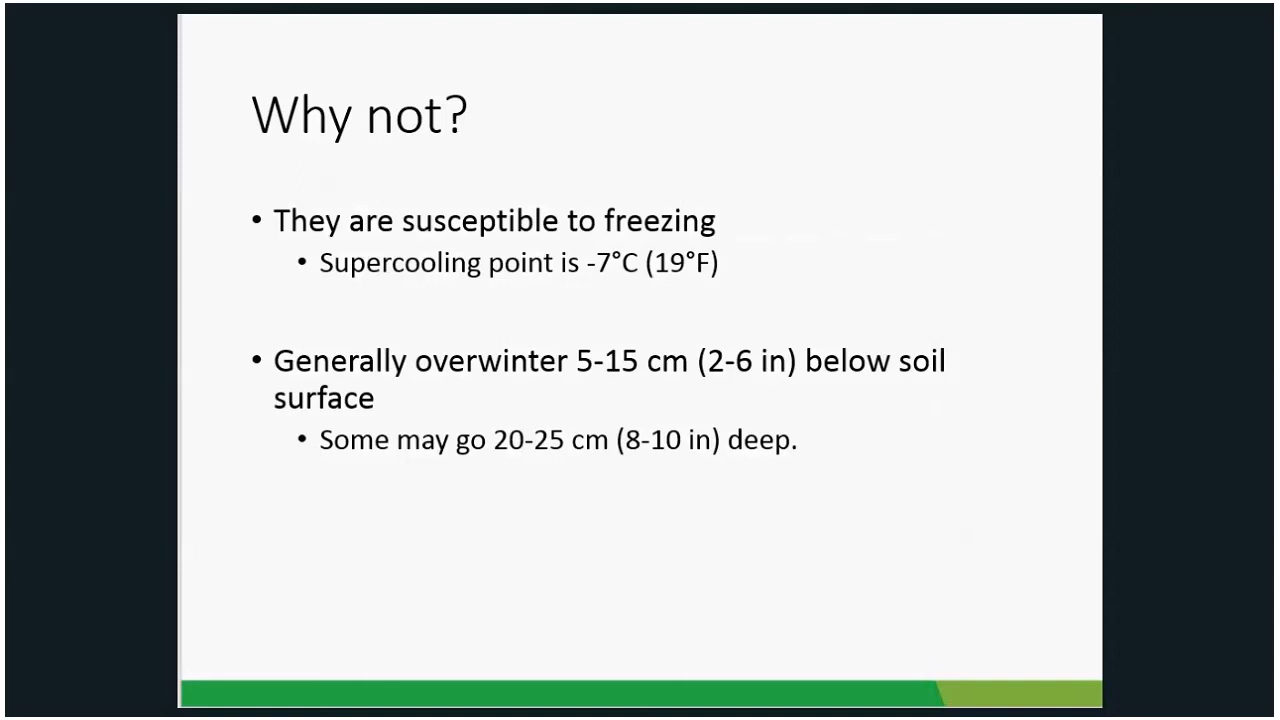 Why not?
• They are susceptible to freezing
• Supercooling point is -7°C (19°F)
• Generally overwinter 5-15 cm (2-6 in) below soil
surface
• Some may go 20-25 cm (8-10 in) deep.